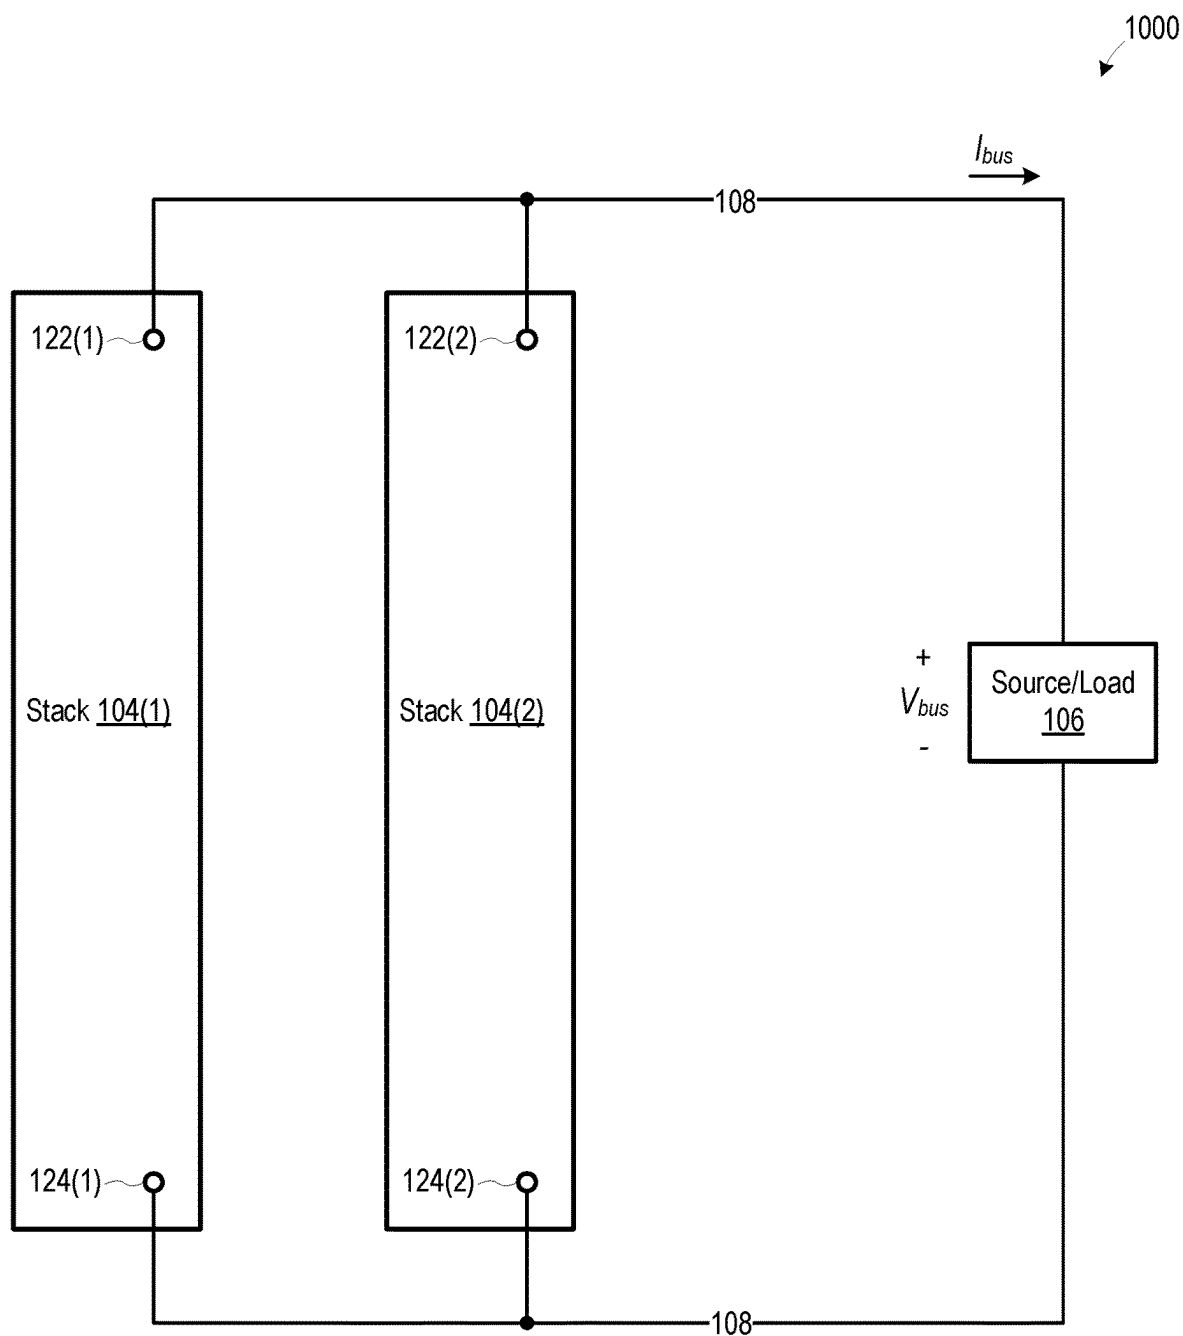 1000
Ibus
108
122(1)
122(2)
+
Vbus
-
Source/Load
106
Stack 104(1)
Stack 104(2)
124(1)
124(2)
108